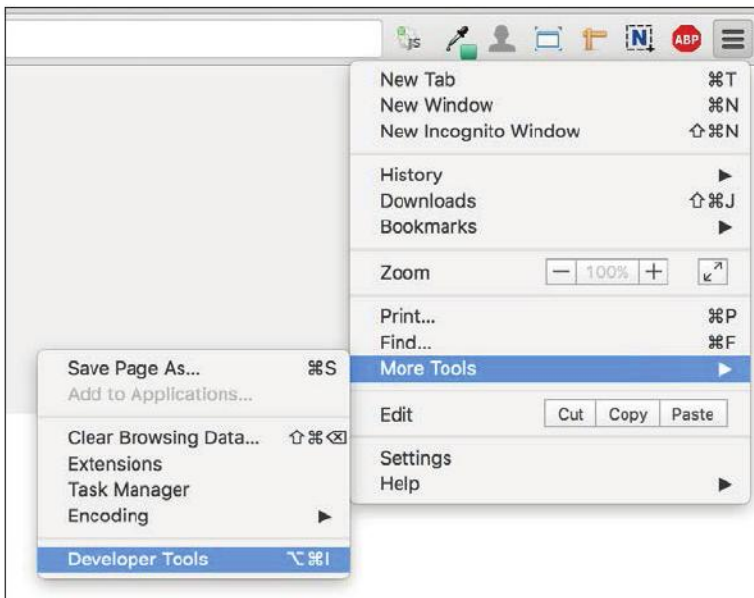 JS
N
ABP
New Tab ⌘T
New Window ⌘N
New Incognito Window ⇧⌘N
History ▶
Downloads ⇧⌘J
Bookmarks ▶
Zoom − 100% +
Print... ⌘P
Find... ⌘F
More Tools ▶
Edit Cut Copy Paste
Settings
Help ▶
Save Page As... ⌘S
Add to Applications...
Clear Browsing Data... ⇧⌘⌫
Extensions
Task Manager
Encoding ▶
Developer Tools ⌥⌘I